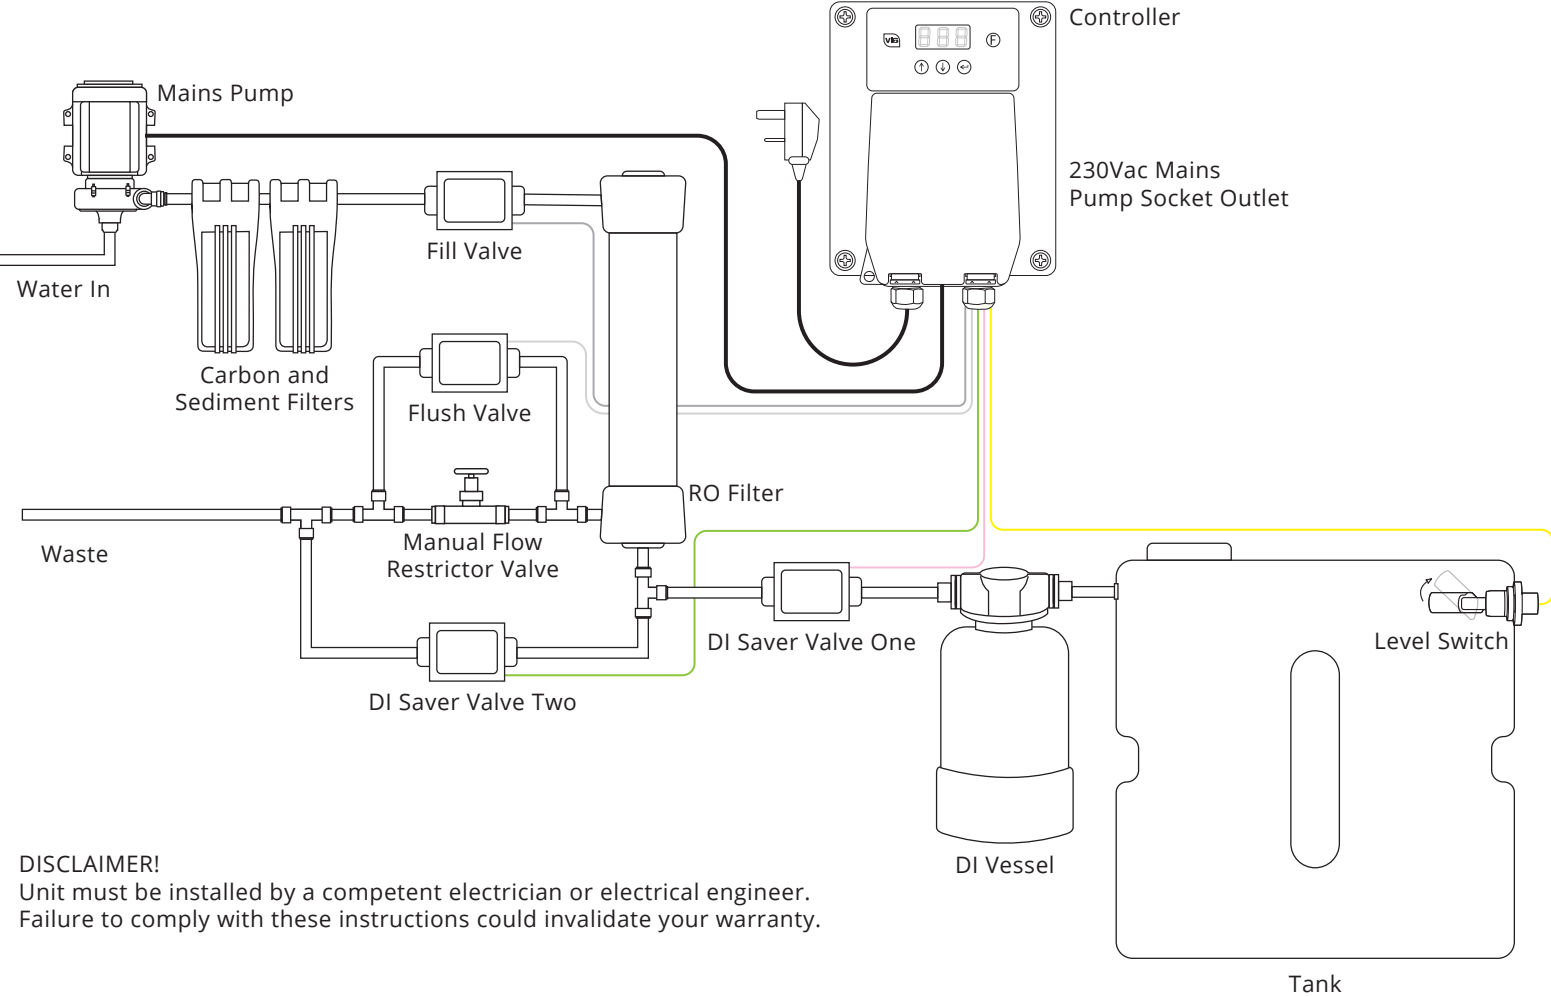 Controller
Mains Pump
230Vac Mains
Pump Socket Outlet
Fill Valve
Water In
Carbon and
Sediment Filters
Flush Valve
RO Filter
Manual Flow
Restrictor Valve
Waste
DI Saver Valve One
Level Switch
DI Saver Valve Two
DISCLAIMER!
Unit must be installed by a competent electrician or electrical engineer.
Failure to comply with these instructions could invalidate your warranty.
DI Vessel
Tank
888
F